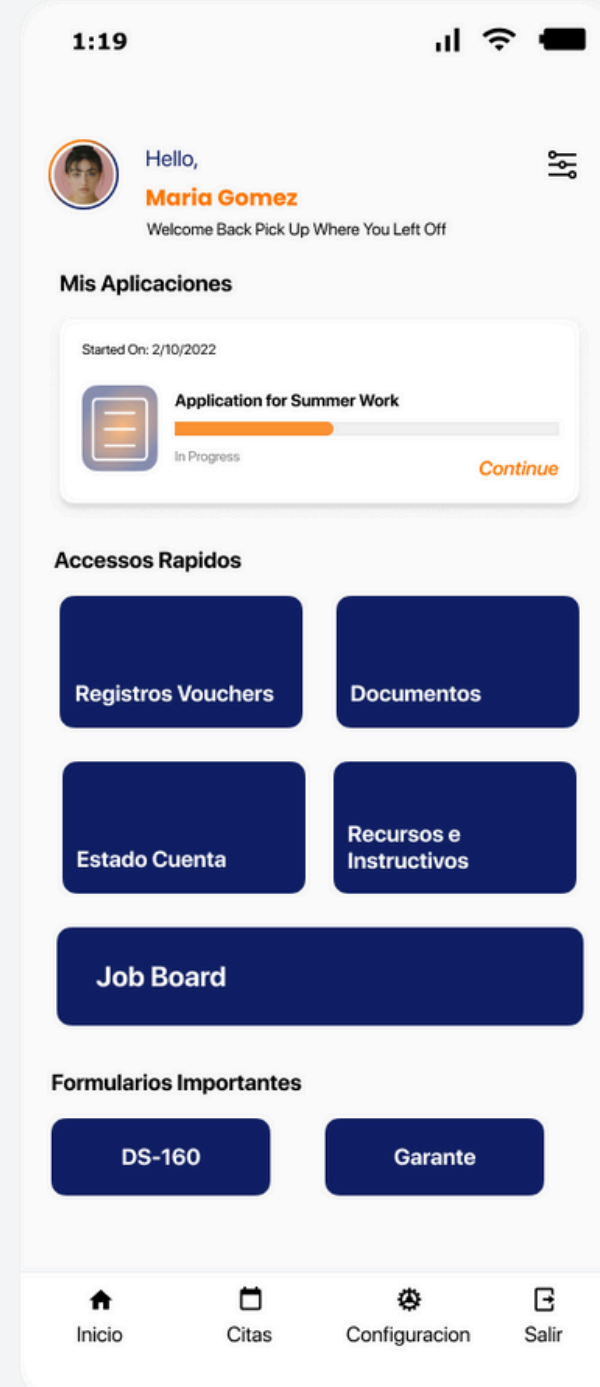 1:19
Hello,
Maria Gomez
Welcome Back Pick Up Where You Left Off
Mis Aplicaciones
Started On: 2/10/2022
Application for Summer Work
In Progress
Continue
Accessos Rapidos
Registros Vouchers
Documentos
Estado Cuenta
Recursos e
Instructivos
Job Board
Formularios Importantes
DS-160
Garante
Inicio
Citas
Configuracion
Salir